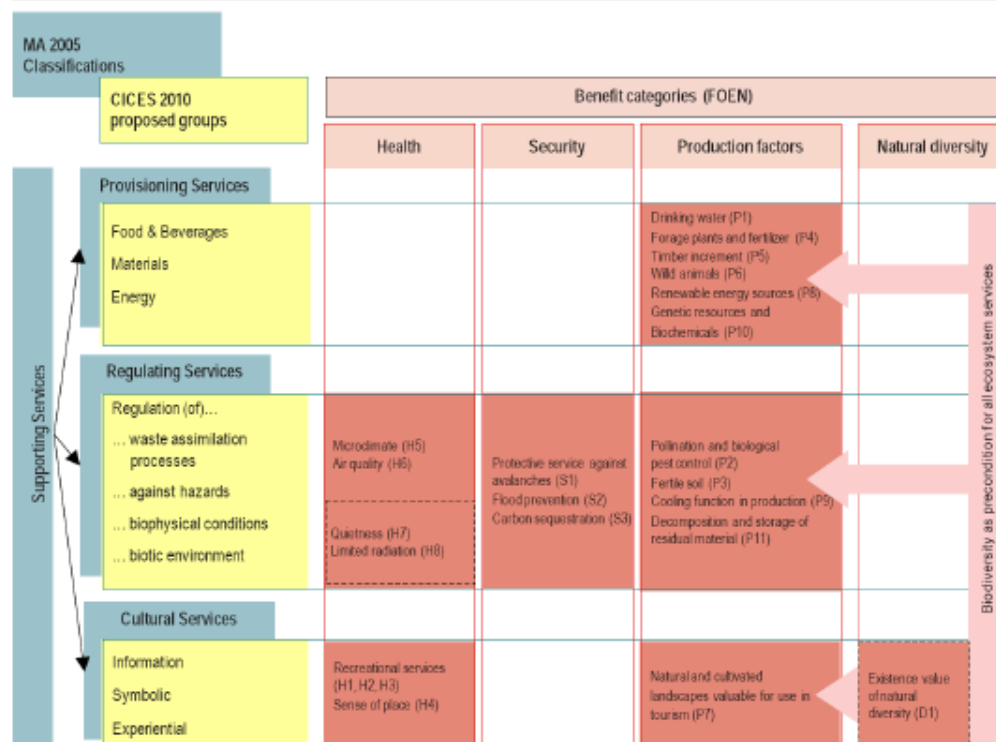 MA 2005
Classifications
CICES 2010
proposed groups
Benefit categories (FOEN)
Health
Security
Production factors
Natural diversity
Supporting Services
Provisioning Services
Food & Beverages
Materials
Energy
Drinking water (P1)
Forage plants and fertilizer (P4)
Timber increment (P5)
Wild animals (P6)
Renewable energy sources (P8)
Genetic resources and
Biochemicals (P10)
Regulating Services
Regulation (of)...
... waste assimilation
processes
... against hazards
... biophysical conditions
... biotic environment
Microclimate (H5)
Air quality (H6)
Quietness (H7)
Limited radiation (H8)
Protective service against
avalanches (S1)
Flood prevention (S2)
Carbon sequestration (S3)
Pollination and biological
pest control (P2)
Fertile soil (P3)
Cooling function in production (P9)
Decomposition and storage of
residual material (P11)
Cultural Services
Information
Symbolic
Experiential
Recreational services
(H1, H2, H3)
Sense of place (H4)
Natural and cultivated
landscapes valuable for use in
tourism (P7)
Existence value
of natural
diversity (D1)
Biodiversity as precondition for all ecosystem services